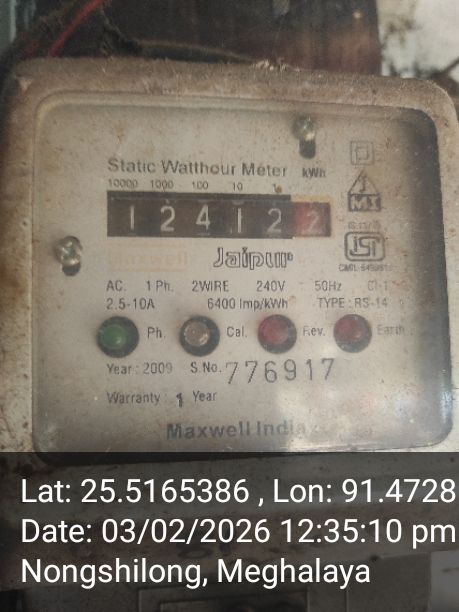 Static Watthour Meter kWh
10000 1000 100 10 1
1 2 4 1 2 2
Maxwell Jaipur
AC. 1 Ph. 2WIRE 240V 50Hz Cl-1
2.5-10A 6400 Imp/kWh TYPE: RS-14
Ph. Cal. Rev. Earth
Year: 2009 S.No. 776917
Warranty: 1 Year
Maxwell India
Lat: 25.5165386 , Lon: 91.4728
Date: 03/02/2026 12:35:10 pm
Nongshilong, Meghalaya